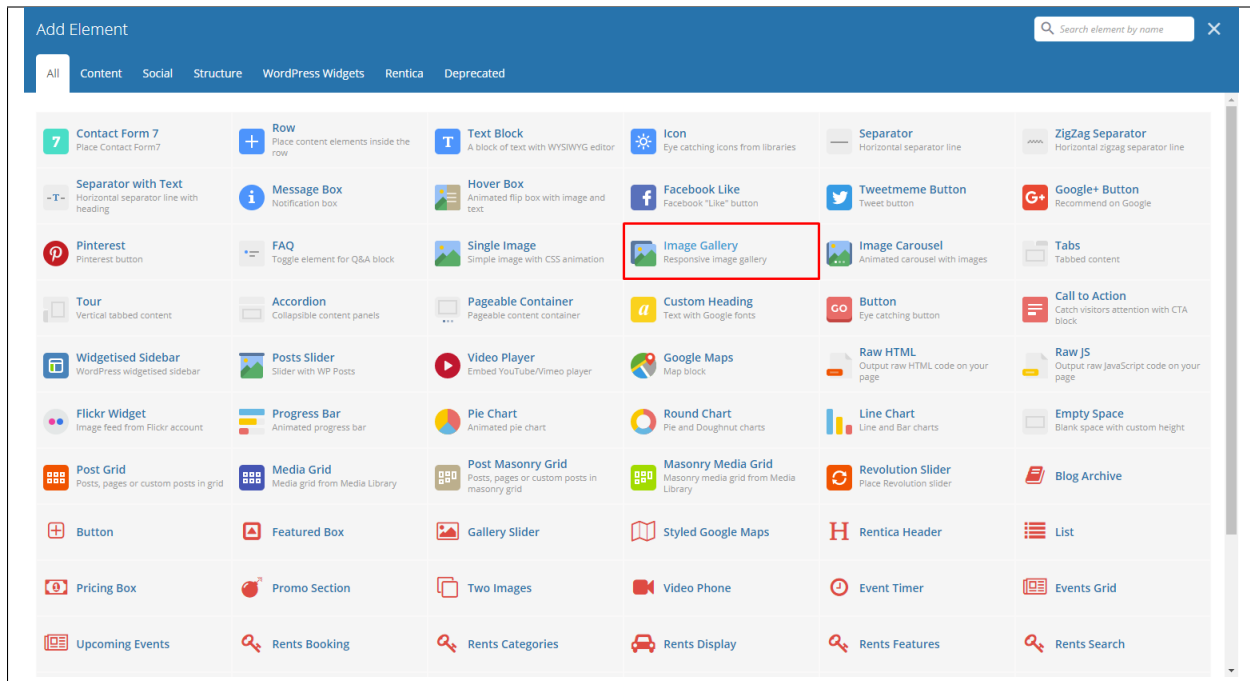 Add Element
Search element by name
All Content Social Structure WordPress Widgets Rentica Deprecated
7 Contact Form 7
Place Contact Form7
Row
Place content elements inside the
row
T Text Block
A block of text with WYSIWYG editor
Icon
Eye catching icons from libraries
Separator
Horizontal separator line
ZigZag Separator
Horizontal zigzag separator line
-T- Separator with Text
Horizontal separator line with
heading
i Message Box
Notification box
Hover Box
Animated flip box with image and
text
f Facebook Like
Facebook "Like" button
Tweetmeme Button
Tweet button
G+ Google+ Button
Recommend on Google
Pinterest
Pinterest button
FAQ
Toggle element for Q&A block
Single Image
Simple image with CSS animation
Image Gallery
Responsive image gallery
Image Carousel
Animated carousel with images
Tabs
Tabbed content
Tour
Vertical tabbed content
Accordion
Collapsible content panels
Pageable Container
Pageable content container
a Custom Heading
Text with Google fonts
GO Button
Eye catching button
Call to Action
Catch visitors attention with CTA
block
Widgetised Sidebar
WordPress widgetised sidebar
Posts Slider
Slider with WP Posts
Video Player
Embed YouTube/Vimeo player
Google Maps
Map block
Raw HTML
Output raw HTML code on your
page
Raw JS
Output raw JavaScript code on your
page
Flickr Widget
Image feed from Flickr account
Progress Bar
Animated progress bar
Pie Chart
Animated pie chart
Round Chart
Pie and Doughnut charts
Line Chart
Line and Bar charts
Empty Space
Blank space with custom height
Post Grid
Posts, pages or custom posts in grid
Media Grid
Media grid from Media Library
Post Masonry Grid
Posts, pages or custom posts in
masonry grid
Masonry Media Grid
Masonry media grid from Media
Library
Revolution Slider
Place Revolution slider
Blog Archive
Button
Featured Box
Gallery Slider
Styled Google Maps
H Rentica Header
List
Pricing Box
Promo Section
Two Images
Video Phone
Event Timer
Events Grid
Upcoming Events
Rents Booking
Rents Categories
Rents Display
Rents Features
Rents Search